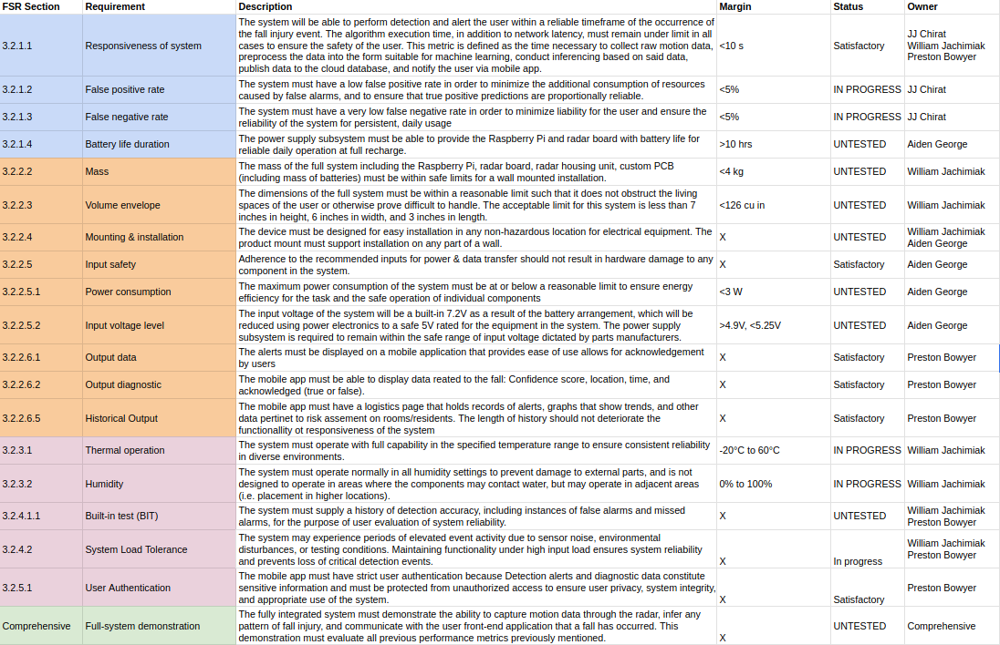 FSR Section Requirement Description Margin Status Owner
3.2.1.1 Responsiveness of system
The system will be able to perform detection and alert the user within a reliable timeframe of the occurrence of
the fall injury event. The algorithm execution time, in addition to network latency, must remain under limit in all
cases to ensure the safety of the user. This metric is defined as the time necessary to collect raw motion data,
preprocess the data into the form suitable for machine learning, conduct inferencing based on said data,
publish data to the cloud database, and notify the user via mobile app.
<10 s Satisfactory
JJ Chirat
William Jachimiak
Preston Bowyer
3.2.1.2 False positive rate
The system must have a low false positive rate in order to minimize the additional consumption of resources
caused by false alarms, and to ensure that true positive predictions are proportionally reliable.
<5% IN PROGRESS JJ Chirat
3.2.1.3 False negative rate
The system must have a very low false negative rate in order to minimize liability for the user and ensure the
reliability of the system for persistent, daily usage
<5% IN PROGRESS JJ Chirat
3.2.1.4 Battery life duration
The power supply subsystem must be able to provide the Raspberry Pi and radar board with battery life for
reliable daily operation at full recharge.
>10 hrs UNTESTED Aiden George
3.2.2.2 Mass
The mass of the full system including the Raspberry Pi, radar board, radar housing unit, custom PCB
(including mass of batteries) must be within safe limits for a wall mounted installation.
<4 kg UNTESTED William Jachimiak
3.2.2.3 Volume envelope
The dimensions of the full system must be within a reasonable limit such that it does not obstruct the living
spaces of the user or otherwise prove difficult to handle. The acceptable limit for this system is less than 7
inches in height, 6 inches in width, and 3 inches in length.
<126 cu in UNTESTED William Jachimiak
3.2.2.4 Mounting & installation
The device must be designed for easy installation in any non-hazardous location for electrical equipment. The
product mount must support installation on any part of a wall.
X UNTESTED
William Jachimiak
Aiden George
3.2.2.5 Input safety
Adherence to the recommended inputs for power & data transfer should not result in hardware damage to any
component in the system.
X Satisfactory Aiden George
3.2.2.5.1 Power consumption
The maximum power consumption of the system must be at or below a reasonable limit to ensure energy
efficiency for the task and the safe operation of individual components
<3 W UNTESTED Aiden George
3.2.2.5.2 Input voltage level
The input voltage of the system will be a built-in 7.2V as a result of the battery arrangement, which will be
reduced using power electronics to a safe 5V rated for the equipment in the system. The power supply
subsystem is required to remain within the safe range of input voltage dictated by parts manufacturers.
>4.9V, <5.25V UNTESTED Aiden George
3.2.2.6.1 Output data
The alerts must be displayed on a mobile application that provides ease of use allows for acknowledgement
by users
X Satisfactory Preston Bowyer
3.2.2.6.2 Output diagnostic
The mobile app must be able to display data reated to the fall: Confidence score, location, time, and
acknowledged (true or false).
X Satisfactory Preston Bowyer
3.2.2.6.5 Historical Output
The mobile app must have a logistics page that holds records of alerts, graphs that show trends, and other
data pertinet to risk assement on rooms/residents. The length of history should not deteriorate the
functionallity ot responsiveness of the system
X Satisfactory Preston Bowyer
3.2.3.1 Thermal operation
The system must operate with full capability in the specified temperature range to ensure consistent reliability
in diverse environments.
-20°C to 60°C IN PROGRESS William Jachimiak
3.2.3.2 Humidity
The system must operate normally in all humidity settings to prevent damage to external parts, and is not
designed to operate in areas where the components may contact water, but may operate in adjacent areas
(i.e. placement in higher locations).
0% to 100% IN PROGRESS William Jachimiak
3.2.4.1.1 Built-in test (BIT)
The system must supply a history of detection accuracy, including instances of false alarms and missed
alarms, for the purpose of user evaluation of system reliability.
X UNTESTED
William Jachimiak
Preston Bowyer
3.2.4.2 System Load Tolerance
The system may experience periods of elevated event activity due to sensor noise, environmental
disturbances, or testing conditions. Maintaining functionality under high input load ensures system reliability
and prevents loss of critical detection events.
X In progress
William Jachimiak
Preston Bowyer
3.2.5.1 User Authentication
The mobile app must have strict user authentication because Detection alerts and diagnostic data constitute
sensitive information and must be protected from unauthorized access to ensure user privacy, system integrity,
and appropriate use of the system.
X Satisfactory Preston Bowyer
Comprehensive Full-system demonstration
The fully integrated system must demonstrate the ability to capture motion data through the radar, infer any
pattern of fall injury, and communicate with the user front-end application that a fall has occurred. This
demonstration must evaluate all previous performance metrics previously mentioned.
X UNTESTED Comprehensive